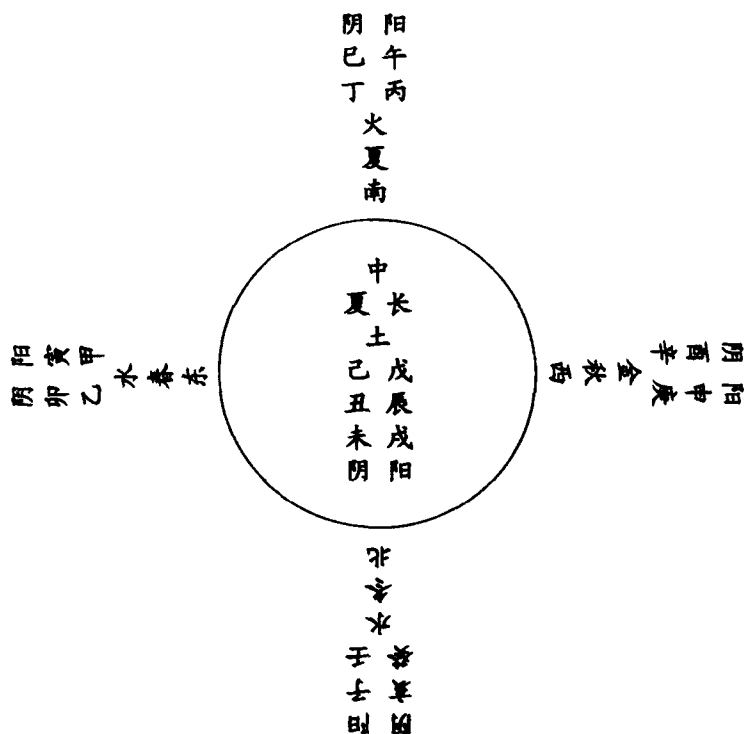 阴 阳
巳 午
丁 丙
火
夏
南
阳 寅 甲
阴 卯 乙
水 春 东
中
夏 长
土
己 戊
丑 辰
未 戌
阴 阳
西 秋 金
辛 酉 阴
庚 申 阳
北
冬
水
壬 癸
子 亥
阳 阴